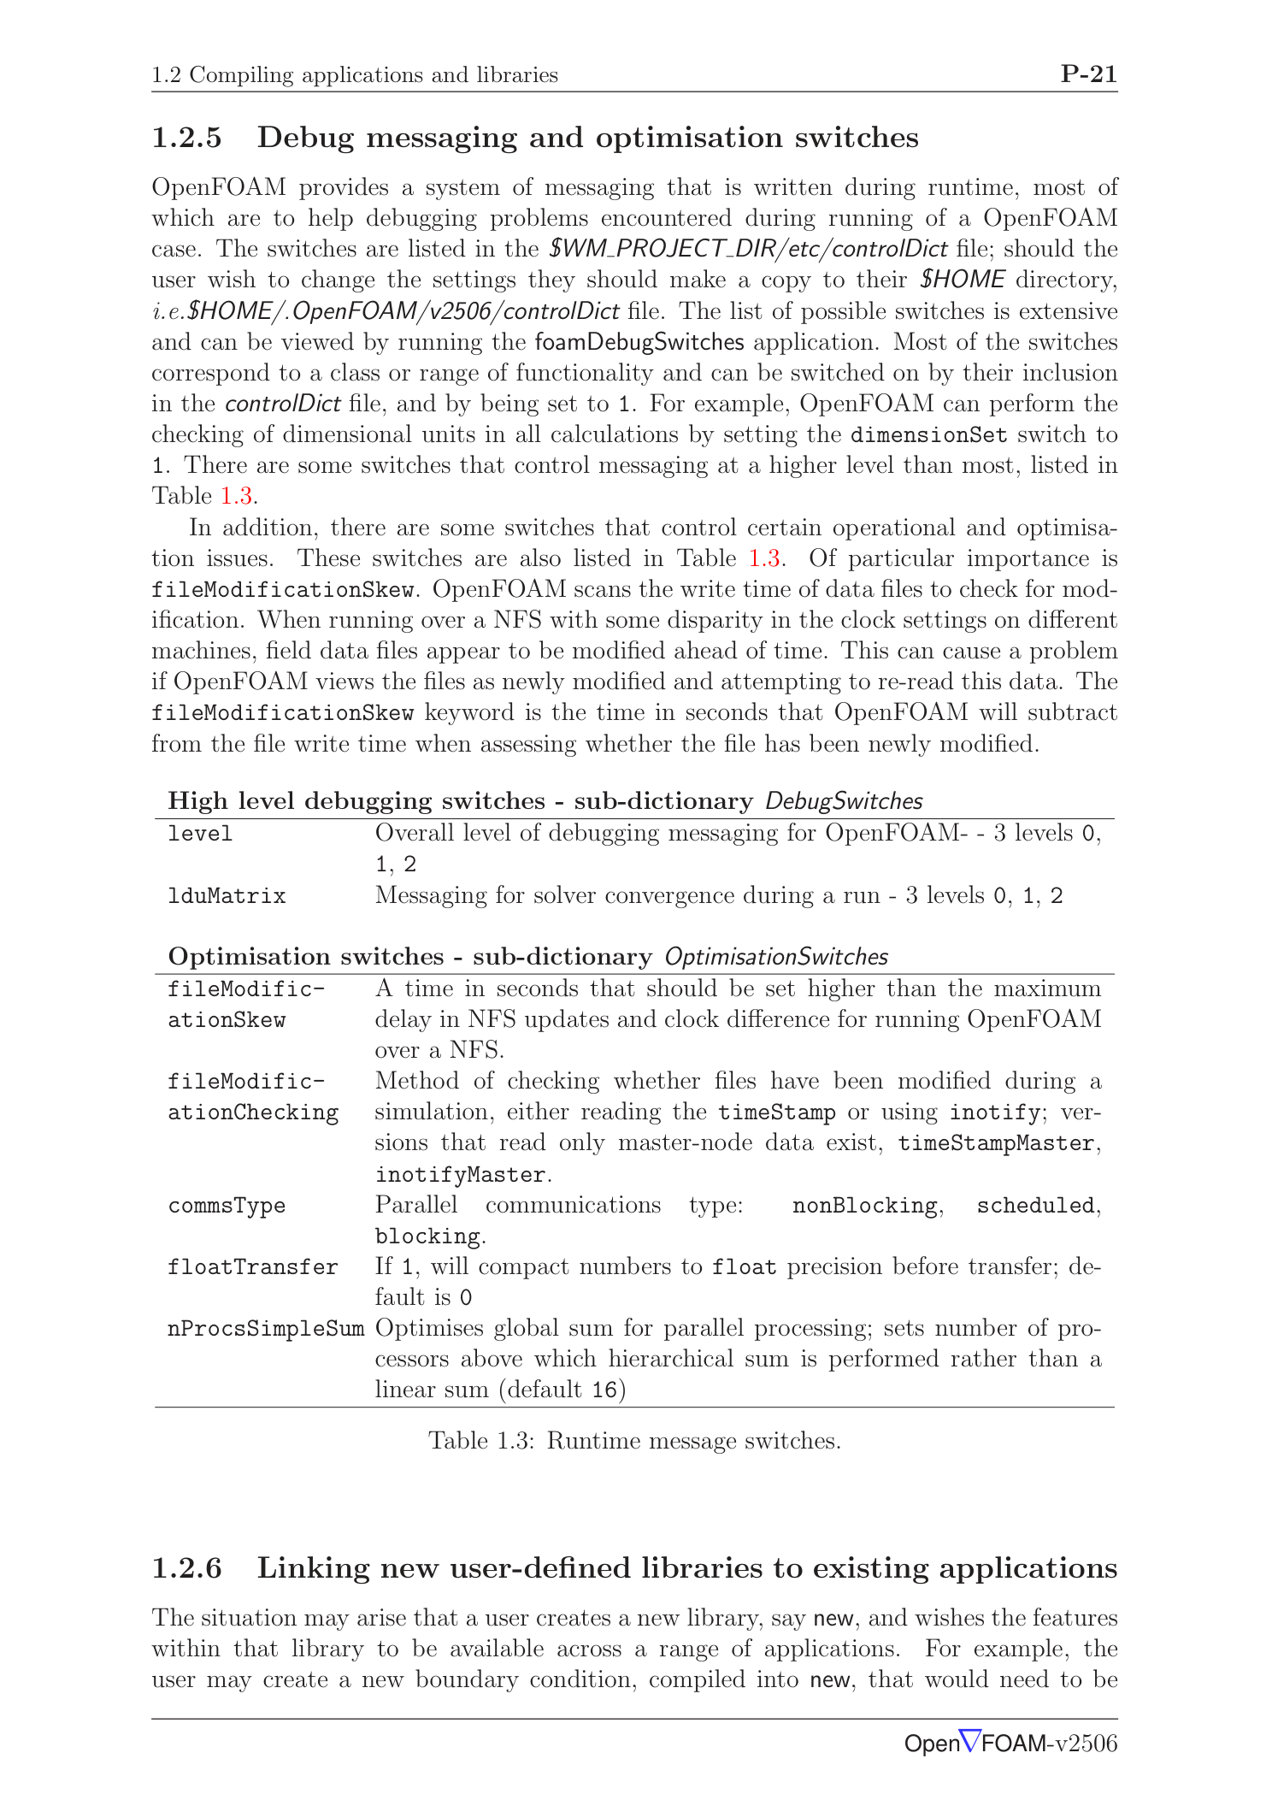 1.2 Compiling applications and libraries P-21
1.2.5 Debug messaging and optimisation switches
OpenFOAM provides a system of messaging that is written during runtime, most of
which are to help debugging problems encountered during running of a OpenFOAM
case. The switches are listed in the $WM_PROJECT_DIR/etc/controlDict file; should the
user wish to change the settings they should make a copy to their $HOME directory,
i.e.$HOME/.OpenFOAM/v2506/controlDict file. The list of possible switches is extensive
and can be viewed by running the foamDebugSwitches application. Most of the switches
correspond to a class or range of functionality and can be switched on by their inclusion
in the controlDict file, and by being set to 1. For example, OpenFOAM can perform the
checking of dimensional units in all calculations by setting the dimensionSet switch to
1. There are some switches that control messaging at a higher level than most, listed in
Table 1.3.
In addition, there are some switches that control certain operational and optimisa-
tion issues. These switches are also listed in Table 1.3. Of particular importance is
fileModificationSkew. OpenFOAM scans the write time of data files to check for mod-
ification. When running over a NFS with some disparity in the clock settings on different
machines, field data files appear to be modified ahead of time. This can cause a problem
if OpenFOAM views the files as newly modified and attempting to re-read this data. The
fileModificationSkew keyword is the time in seconds that OpenFOAM will subtract
from the file write time when assessing whether the file has been newly modified.
High level debugging switches - sub-dictionary DebugSwitches
level Overall level of debugging messaging for OpenFOAM- - 3 levels 0,
1, 2
lduMatrix Messaging for solver convergence during a run - 3 levels 0, 1, 2
Optimisation switches - sub-dictionary OptimisationSwitches
fileModific- A time in seconds that should be set higher than the maximum
ationSkew delay in NFS updates and clock difference for running OpenFOAM
over a NFS.
fileModific- Method of checking whether files have been modified during a
ationChecking simulation, either reading the timeStamp or using inotify; ver-
sions that read only master-node data exist, timeStampMaster,
inotifyMaster.
commsType Parallel communications type: nonBlocking, scheduled,
blocking.
floatTransfer If 1, will compact numbers to float precision before transfer; de-
fault is 0
nProcsSimpleSum Optimises global sum for parallel processing; sets number of pro-
cessors above which hierarchical sum is performed rather than a
linear sum (default 16)
Table 1.3: Runtime message switches.
1.2.6 Linking new user-defined libraries to existing applications
The situation may arise that a user creates a new library, say new, and wishes the features
within that library to be available across a range of applications. For example, the
user may create a new boundary condition, compiled into new, that would need to be
Open∇FOAM-v2506